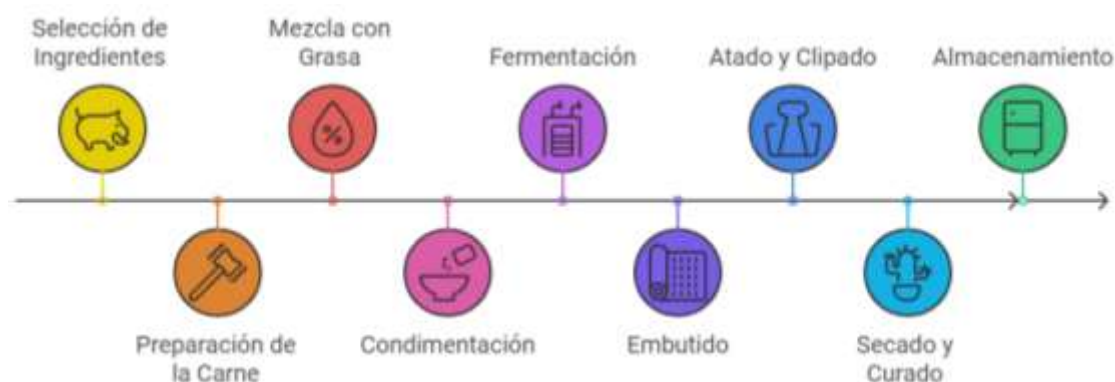 Selección de
Ingredientes
Mezcla con
Grasa
Fermentación
Atado y Clipado
Almacenamiento
%
Preparación de
la Carne
Condimentación
Embutido
Secado y
Curado